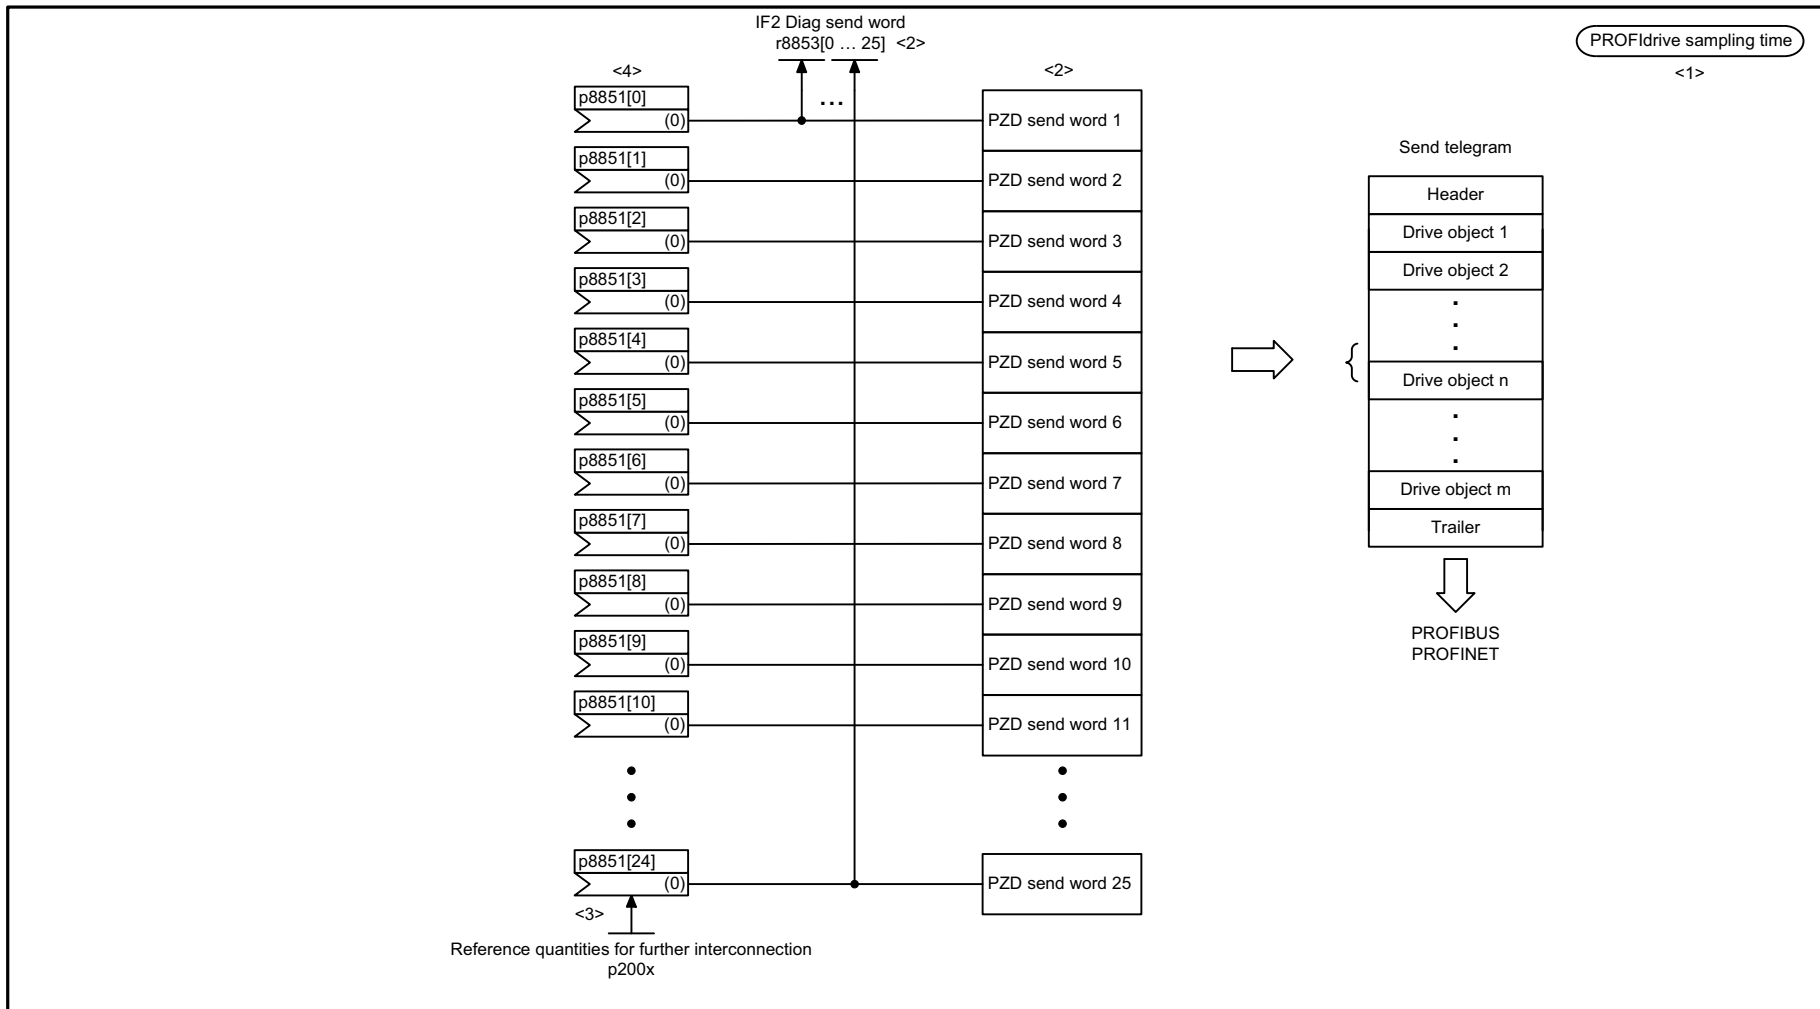 IF2 Diag send word
r8853[0 … 25] <2>
PROFIdrive sampling time
<1>
<4>
<2>
...
p8851[0]
(0)
PZD send word 1
p8851[1]
(0)
PZD send word 2
p8851[2]
(0)
PZD send word 3
p8851[3]
(0)
PZD send word 4
p8851[4]
(0)
PZD send word 5
p8851[5]
(0)
PZD send word 6
p8851[6]
(0)
PZD send word 7
p8851[7]
(0)
PZD send word 8
p8851[8]
(0)
PZD send word 9
p8851[9]
(0)
PZD send word 10
p8851[10]
(0)
PZD send word 11
p8851[24]
(0)
PZD send word 25
<3>
Reference quantities for further interconnection
p200x
Send telegram
Header
Drive object 1
Drive object 2
Drive object n
Drive object m
Trailer
PROFIBUS
PROFINET